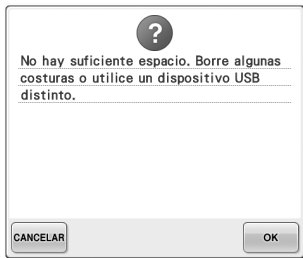 ?
No hay suficiente espacio. Borre algunas
costuras o utilice un dispositivo USB
distinto.
CANCELAR OK